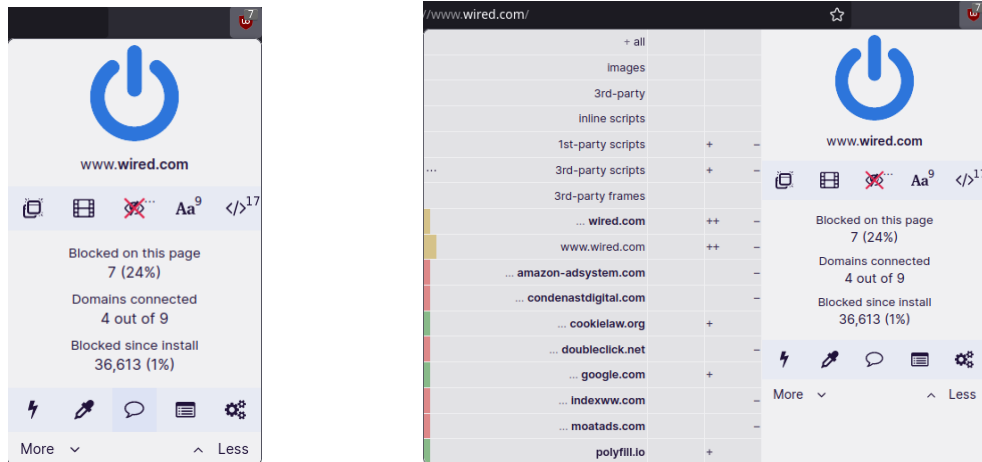 7
www.wired.com
... 
Aa9
</>17
Blocked on this page
7 (24%)
Domains connected
4 out of 9
Blocked since install
36,613 (1%)
More
Less
//www.wired.com/
7
+ all
images
3rd-party
inline scripts
1st-party scripts + –
... 3rd-party scripts + –
3rd-party frames
... wired.com ++
www.wired.com ++
... amazon-adsystem.com –
... condenastdigital.com –
... cookielaw.org +
... doubleclick.net –
... google.com +
... indexww.com –
... moatads.com –
polyfill.io +
www.wired.com
...
Aa9
</>1
Blocked on this page
7 (24%)
Domains connected
4 out of 9
Blocked since install
36,613 (1%)
More
Less